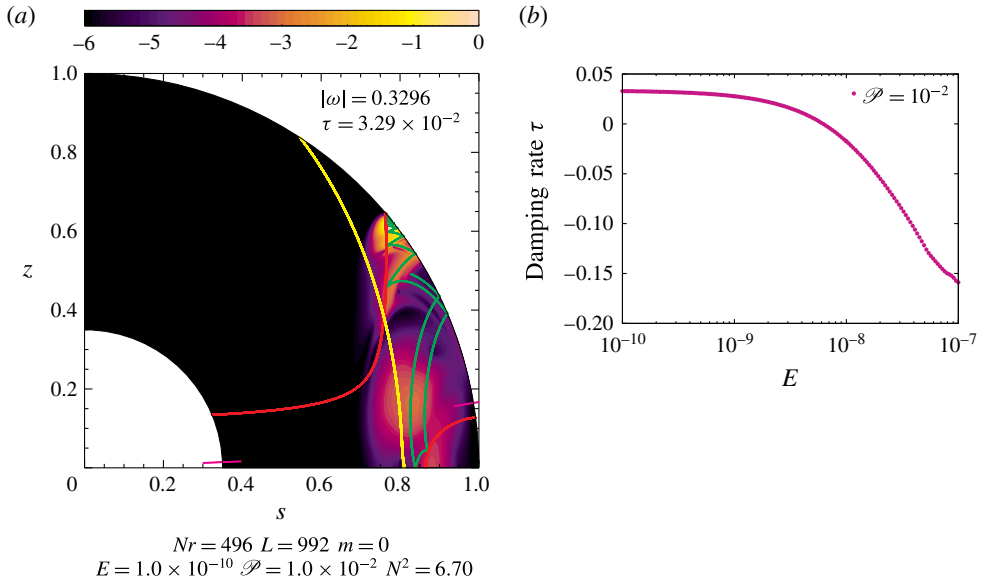 (a)
−6 −5 −4 −3 −2 −1 0
|ω| = 0.3296
τ = 3.29 × 10⁻²
1.0
0.8
0.6
z
0.4
0.2
0 0.2 0.4 0.6 0.8 1.0
s
Nr = 496 L = 992 m = 0
E = 1.0 × 10⁻¹⁰ 𝒫 = 1.0 × 10⁻² N² = 6.70
(b)
0.05
0
−0.05
−0.10
−0.15
−0.20
Damping rate τ
𝒫 = 10⁻²
10⁻¹⁰ 10⁻⁹ 10⁻⁸ 10⁻⁷
E